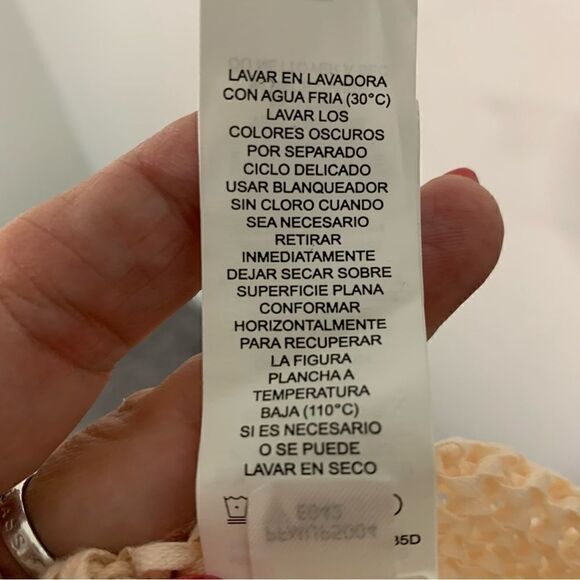 LAVAR EN LAVADORA
CON AGUA FRIA (30°C)
LAVAR LOS
COLORES OSCUROS
POR SEPARADO
CICLO DELICADO
USAR BLANQUEADOR
SIN CLORO CUANDO
SEA NECESARIO
RETIRAR
INMEDIATAMENTE
DEJAR SECAR SOBRE
SUPERFICIE PLANA
CONFORMAR
HORIZONTALMENTE
PARA RECUPERAR
LA FIGURA
PLANCHA A
TEMPERATURA
BAJA (110°C)
SI ES NECESARIO
O SE PUEDE
LAVAR EN SECO
35D